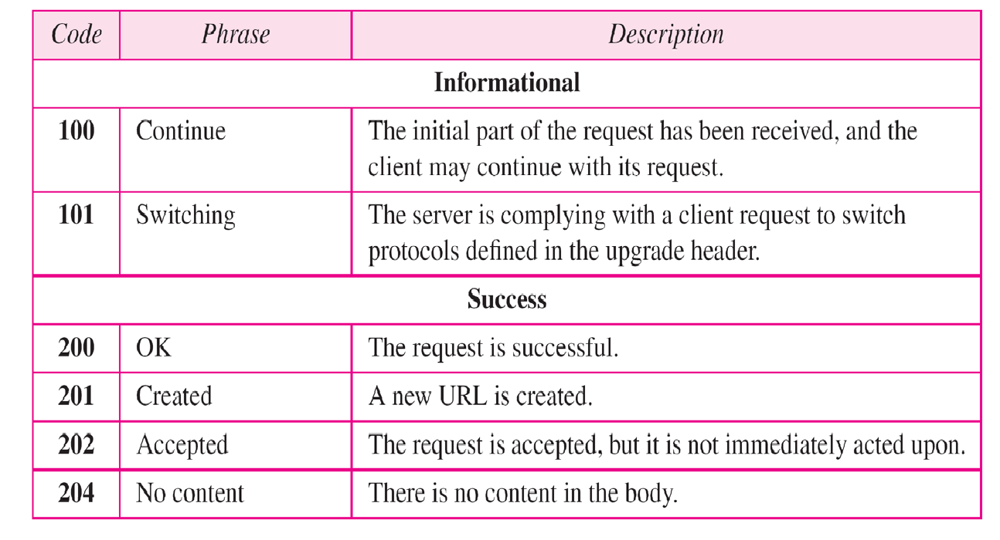 Code Phrase Description
Informational
100 Continue The initial part of the request has been received, and the
client may continue with its request.
101 Switching The server is complying with a client request to switch
protocols defined in the upgrade header.
Success
200 OK The request is successful.
201 Created A new URL is created.
202 Accepted The request is accepted, but it is not immediately acted upon.
204 No content There is no content in the body.